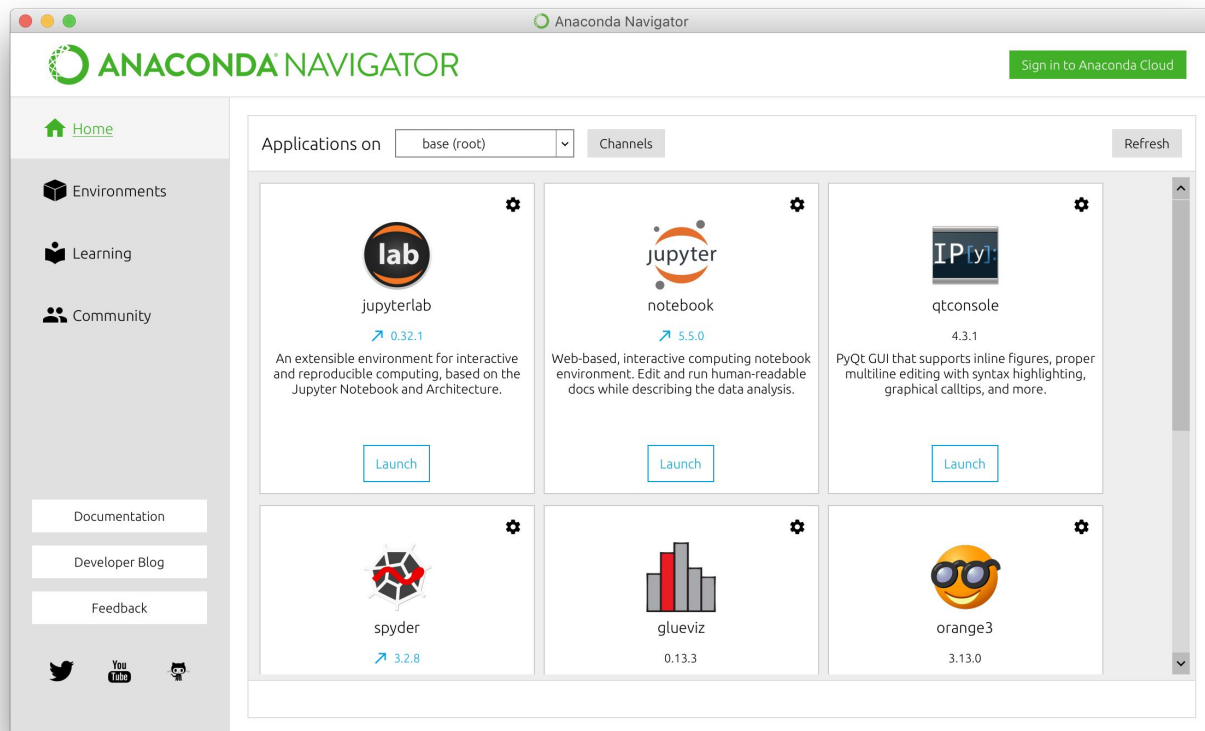 Anaconda Navigator
ANACONDA NAVIGATOR
Sign in to Anaconda Cloud
Home
Environments
Learning
Community
Documentation
Developer Blog
Feedback
You
Tube
Applications on
base (root)
Channels
Refresh
lab
jupyterlab
0.32.1
An extensible environment for interactive
and reproducible computing, based on the
Jupyter Notebook and Architecture.
Launch
jupyter
notebook
5.5.0
Web-based, interactive computing notebook
environment. Edit and run human-readable
docs while describing the data analysis.
Launch
IP[y]:
qtconsole
4.3.1
PyQt GUI that supports inline figures, proper
multiline editing with syntax highlighting,
graphical calltips, and more.
Launch
spyder
3.2.8
glueviz
0.13.3
orange3
3.13.0